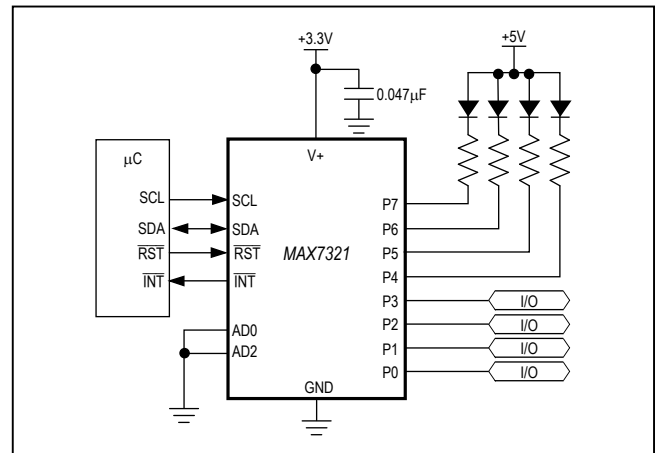 +3.3V
+5V
0.047μF
μC
V+
SCL
SCL
P7
SDA
SDA
P6
RST
RST
MAX7321
P5
INT
INT
P4
P3
I/O
AD0
P2
I/O
AD2
P1
I/O
P0
I/O
GND